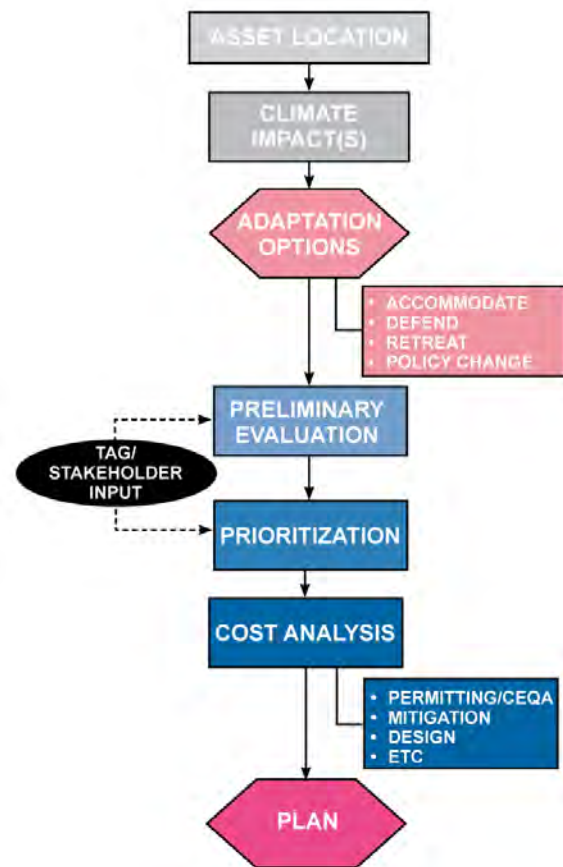 ASSET LOCATION
CLIMATE
IMPACT(S)
ADAPTATION
OPTIONS
• ACCOMMODATE
• DEFEND
• RETREAT
• POLICY CHANGE
PRELIMINARY
EVALUATION
TAG/
STAKEHOLDER
INPUT
PRIORITIZATION
COST ANALYSIS
• PERMITTING/CEQA
• MITIGATION
• DESIGN
• ETC
PLAN